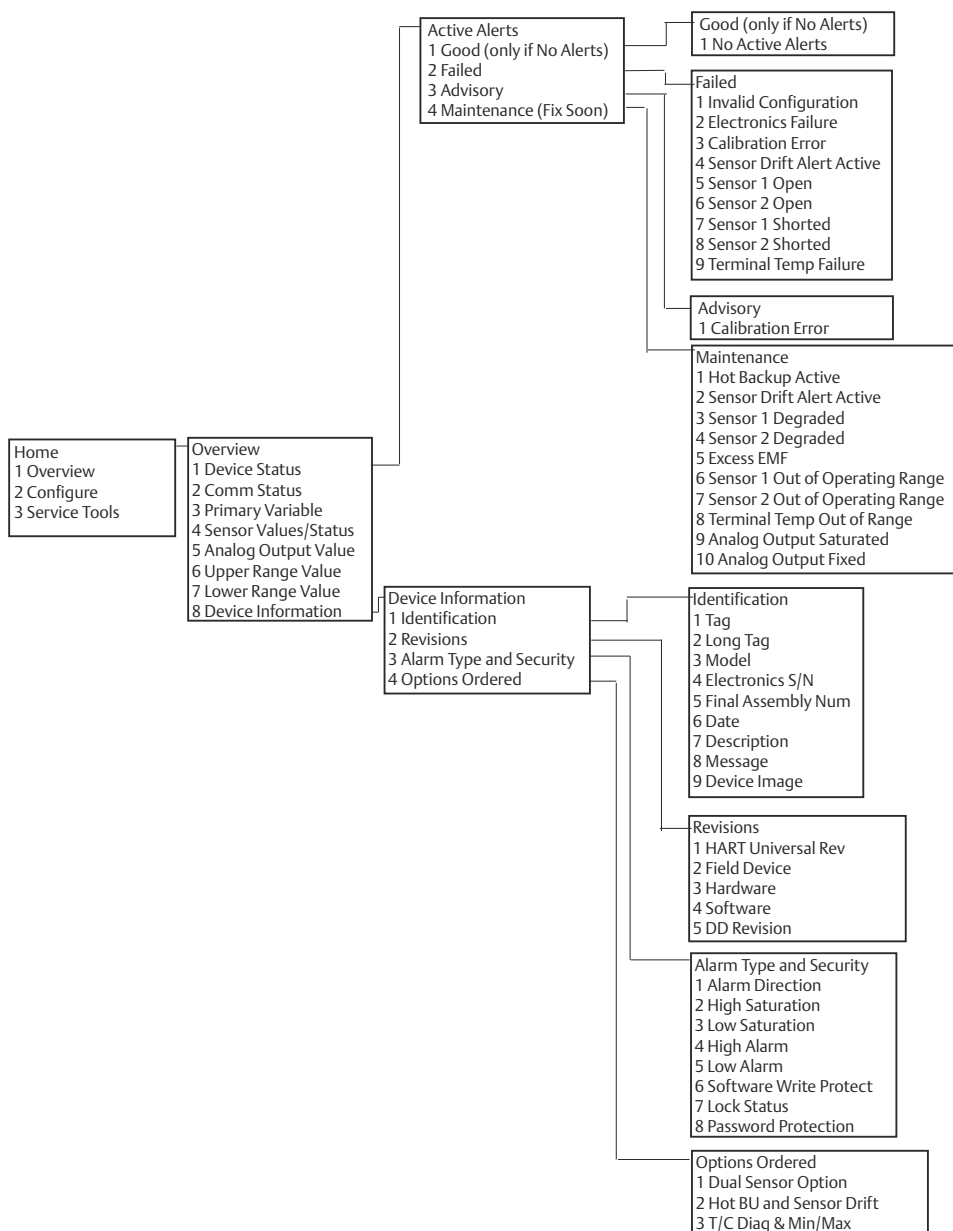 Home
1 Overview
2 Configure
3 Service Tools
Overview
1 Device Status
2 Comm Status
3 Primary Variable
4 Sensor Values/Status
5 Analog Output Value
6 Upper Range Value
7 Lower Range Value
8 Device Information
Active Alerts
1 Good (only if No Alerts)
2 Failed
3 Advisory
4 Maintenance (Fix Soon)
Good (only if No Alerts)
1 No Active Alerts
Failed
1 Invalid Configuration
2 Electronics Failure
3 Calibration Error
4 Sensor Drift Alert Active
5 Sensor 1 Open
6 Sensor 2 Open
7 Sensor 1 Shorted
8 Sensor 2 Shorted
9 Terminal Temp Failure
Advisory
1 Calibration Error
Maintenance
1 Hot Backup Active
2 Sensor Drift Alert Active
3 Sensor 1 Degraded
4 Sensor 2 Degraded
5 Excess EMF
6 Sensor 1 Out of Operating Range
7 Sensor 2 Out of Operating Range
8 Terminal Temp Out of Range
9 Analog Output Saturated
10 Analog Output Fixed
Device Information
1 Identification
2 Revisions
3 Alarm Type and Security
4 Options Ordered
Identification
1 Tag
2 Long Tag
3 Model
4 Electronics S/N
5 Final Assembly Num
6 Date
7 Description
8 Message
9 Device Image
Revisions
1 HART Universal Rev
2 Field Device
3 Hardware
4 Software
5 DD Revision
Alarm Type and Security
1 Alarm Direction
2 High Saturation
3 Low Saturation
4 High Alarm
5 Low Alarm
6 Software Write Protect
7 Lock Status
8 Password Protection
Options Ordered
1 Dual Sensor Option
2 Hot BU and Sensor Drift
3 T/C Diag & Min/Max